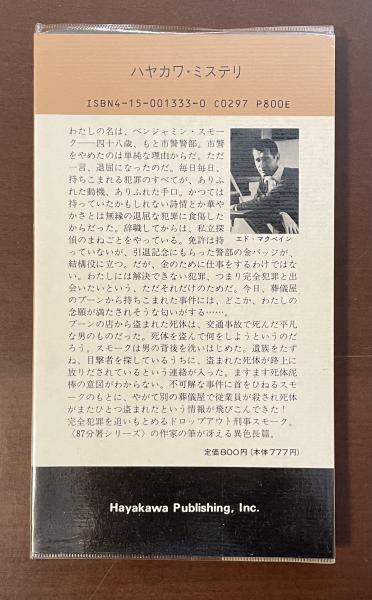 ハヤカワ・ミステリ
ISBN4-15-001333-0 C0297 P800E
わたしの名は、ベンジャミン・スモー
ク――四十八歳、もと市警警部。市警
をやめたのは単純な理由からだ。ただ
一言、退屈になったのだ。毎日毎日、
持ちこまれる犯罪のすべてが、ありふ
れた動機、ありふれた手口。かつては
持っていたかもしれない詩情とか華や
かさとは無縁の退屈な犯罪に食傷した
からだった。辞職してからは、私立探
偵のまねごとをやっている。免許は持
エド・マクベイン
っていないが、引退記念にもらった警部の金バッジが、
結構役に立つ。だが、金のために仕事をするわけではな
い。わたしには解決できない犯罪、つまり完全犯罪と出
会いたいという、ただそれだけのためだ。今日、葬儀屋
のブーンから持ちこまれた事件には、どこか、わたしの
念願が満たされそうな匂いがする……。
ブーンの店から盗まれた死体は、交通事故で死んだ平凡
な男のものだった。死体を盗んで何をしようというのだ
ろう。スモークは男の背後を洗いはじめた。遺族をたず
ね、目撃者を探しているうちに、盗まれた死体が路上に
放りだされているという連絡が入った。ますます死体泥
棒の意図がわからない。不可解な事件に首をひねるスモ
ークのもとに、やがて別の葬儀屋で従業員が殺され死体
がまたひとつ盗まれたという情報が飛びこんできた！
完全犯罪を追いもとめるドロップアウト刑事スモーク。
〈87分署シリーズ〉の作家の筆が冴える異色長篇。
定価800円(本体777円)
Hayakawa Publishing, Inc.